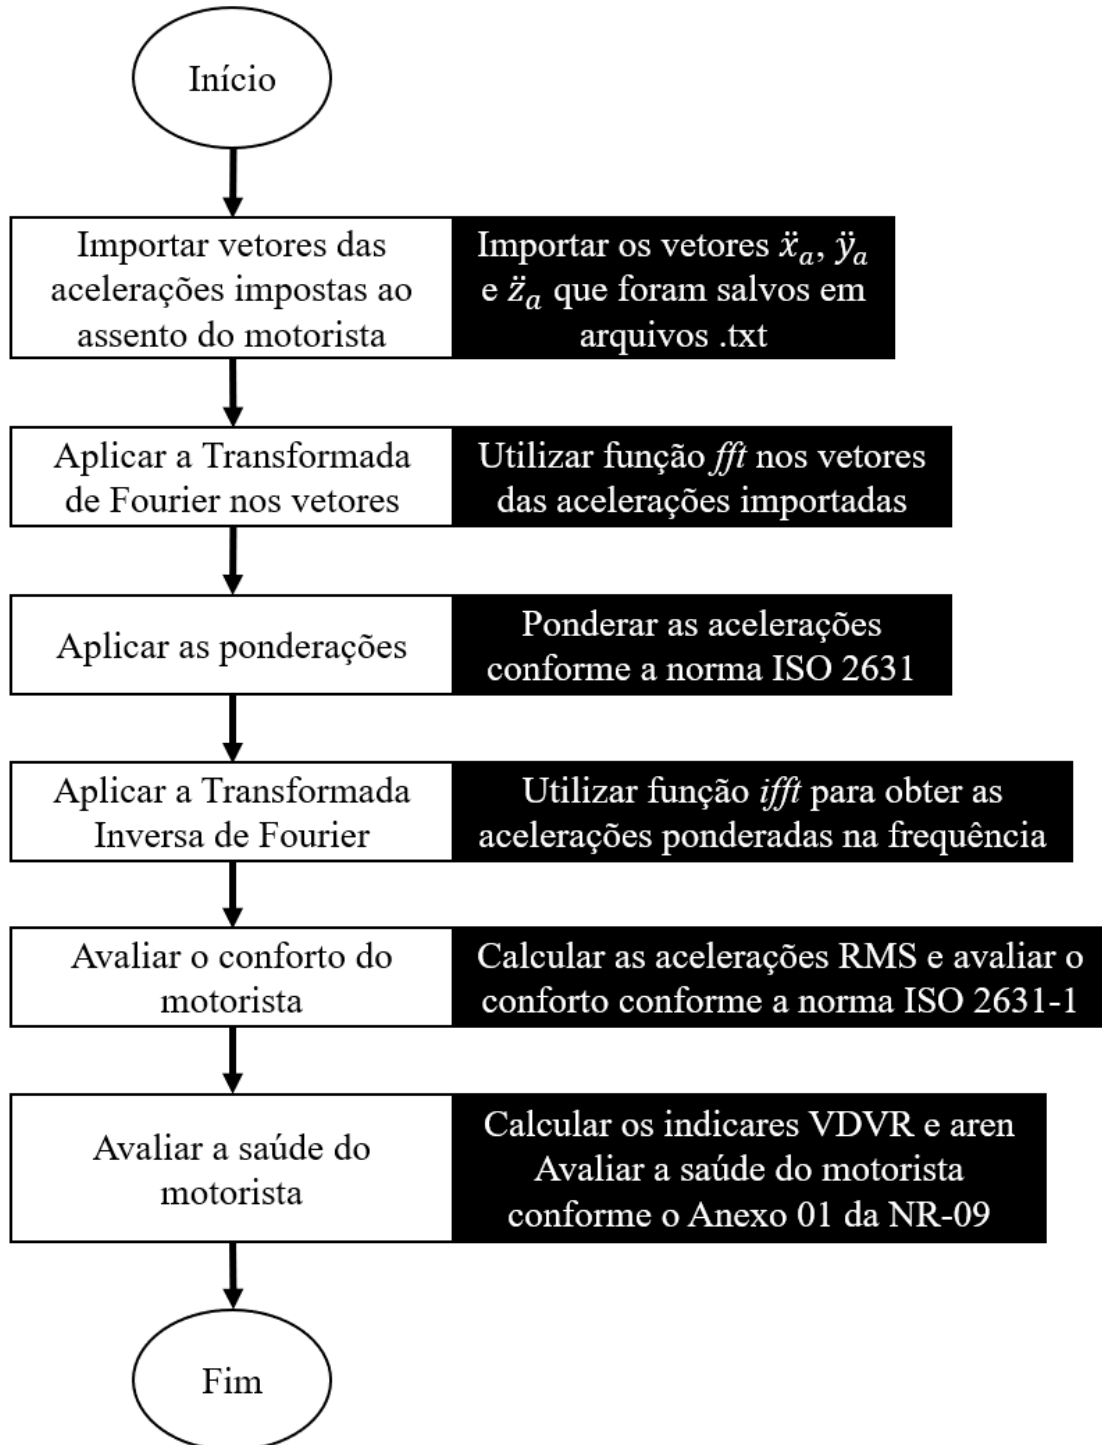 Início
Importar vetores das
acelerações impostas ao
assento do motorista
Importar os vetores ẍₐ, ÿₐ
e z̈ₐ que foram salvos em
arquivos .txt
Aplicar a Transformada
de Fourier nos vetores
Utilizar função fft nos vetores
das acelerações importadas
Aplicar as ponderações
Ponderar as acelerações
conforme a norma ISO 2631
Aplicar a Transformada
Inversa de Fourier
Utilizar função ifft para obter as
acelerações ponderadas na frequência
Avaliar o conforto do
motorista
Calcular as acelerações RMS e avaliar o
conforto conforme a norma ISO 2631-1
Avaliar a saúde do
motorista
Calcular os indicares VDVR e aren
Avaliar a saúde do motorista
conforme o Anexo 01 da NR-09
Fim